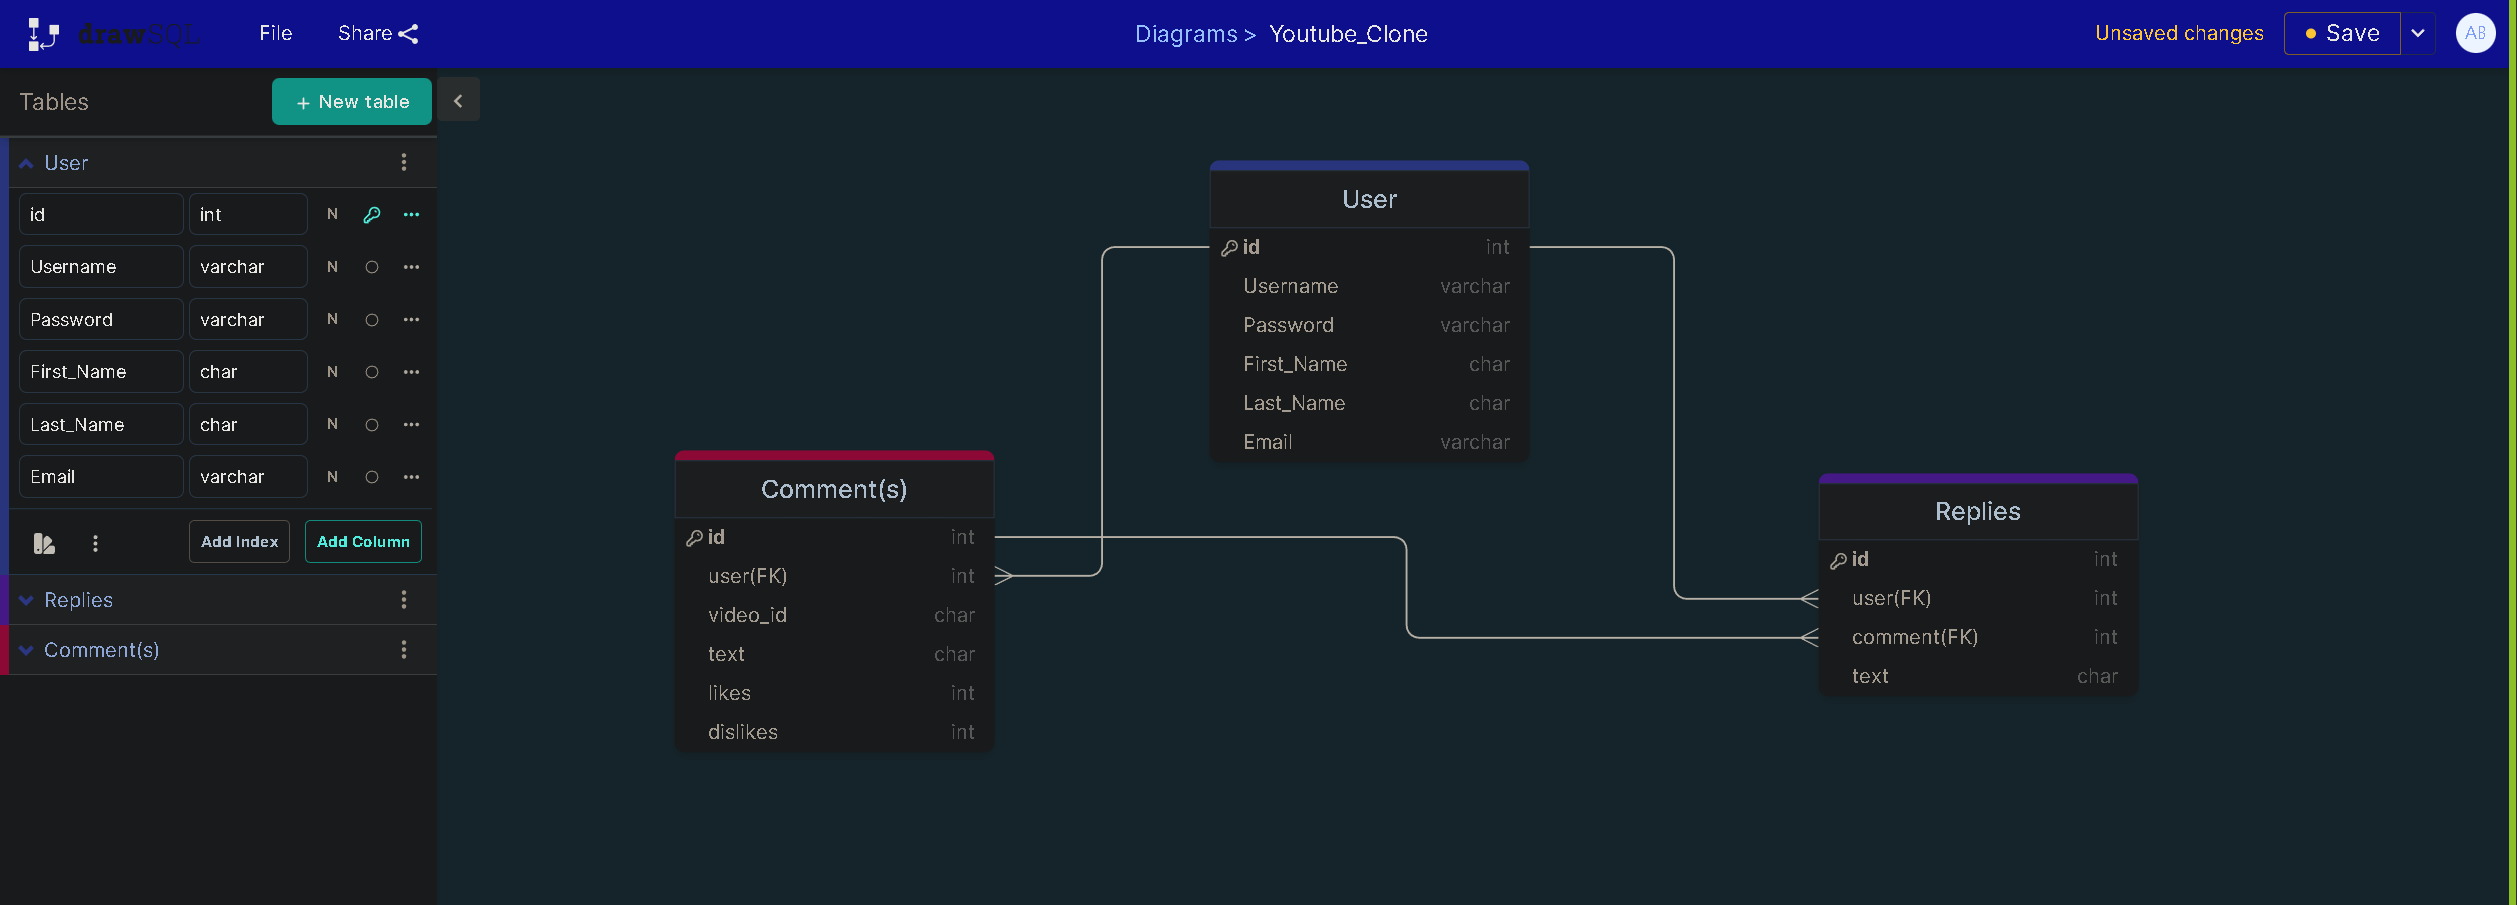 drawSQL File Share Diagrams > Youtube_Clone Unsaved changes Save AB
Tables + New table
User
id int N
Username varchar N
Password varchar N
First_Name char N
Last_Name char N
Email varchar N
Add Index Add Column
Replies
Comment(s)
User
id int
Username varchar
Password varchar
First_Name char
Last_Name char
Email varchar
Comment(s)
id int
user(FK) int
video_id char
text char
likes int
dislikes int
Replies
id int
user(FK) int
comment(FK) int
text char